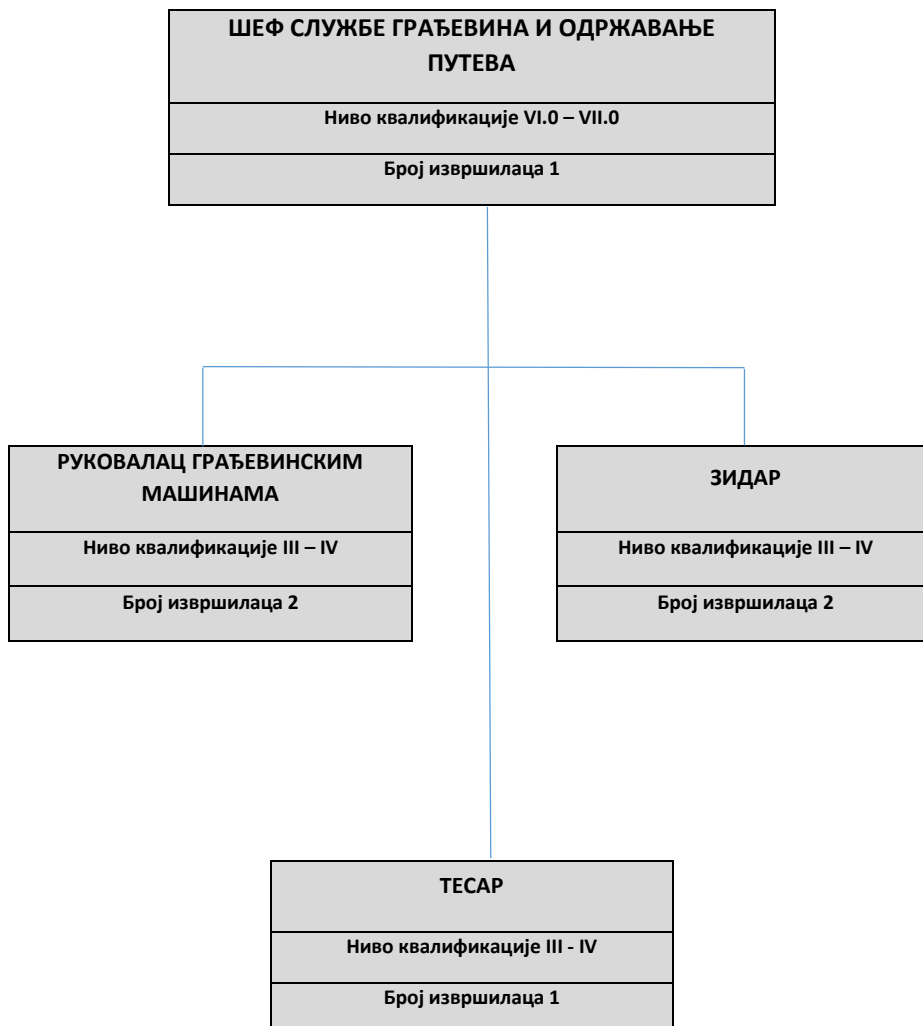 ШЕФ СЛУЖБЕ ГРАЂЕВИНА И ОДРЖАВАЊЕ
ПУТЕВА
Ниво квалификације VI.0 – VII.0
Број извршилаца 1
РУКОВАЛАЦ ГРАЂЕВИНСКИМ
МАШИНАМА
Ниво квалификације III – IV
Број извршилаца 2
ЗИДАР
Ниво квалификације III – IV
Број извршилаца 2
ТЕСАР
Ниво квалификације III - IV
Број извршилаца 1